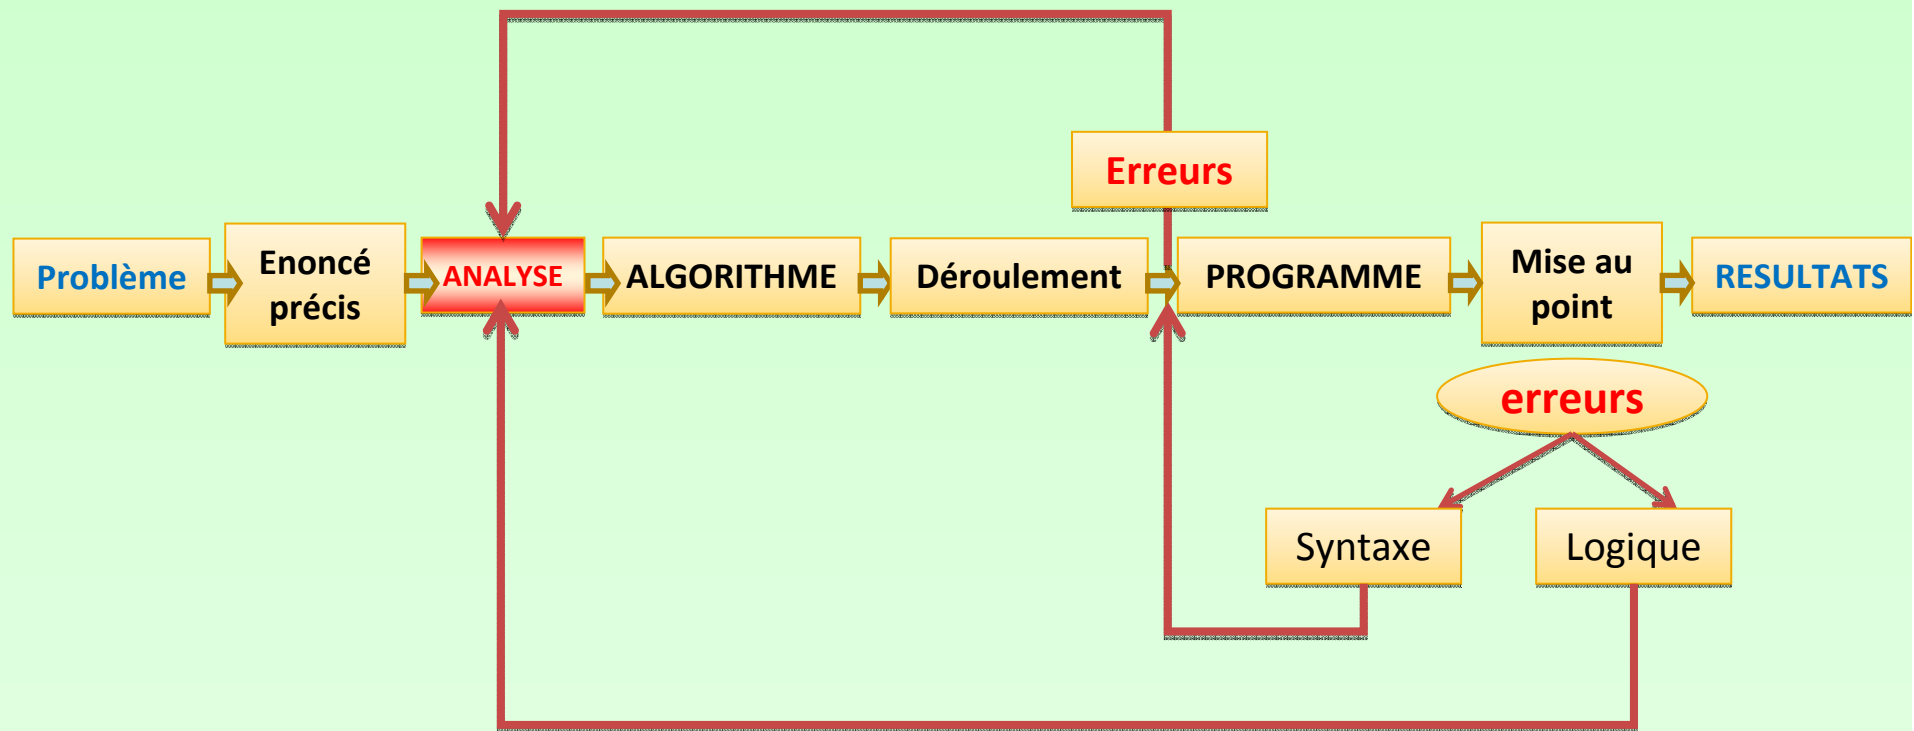 Erreurs
Problème
Enoncé
précis
ANALYSE
ALGORITHME
Déroulement
PROGRAMME
Mise au
point
RESULTATS
erreurs
Syntaxe
Logique